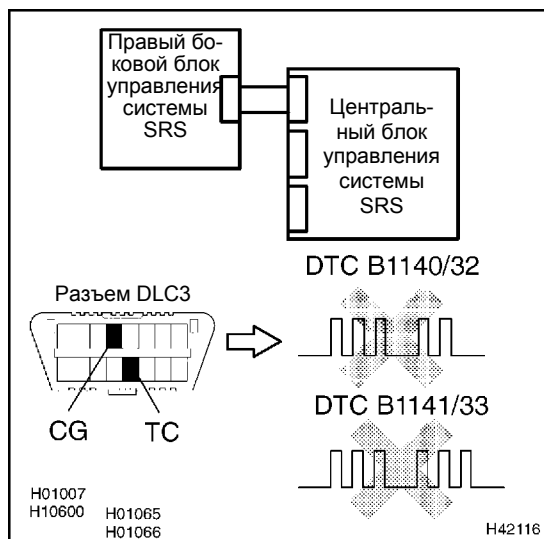 Правый бо-
ковой блок
управления
системы
SRS
Централь-
ный блок
управления
системы
SRS
DTC B1140/32
Разъем DLC3
DTC B1141/33
CG
TC
H01007
H10600
H01065
H01066
H42116